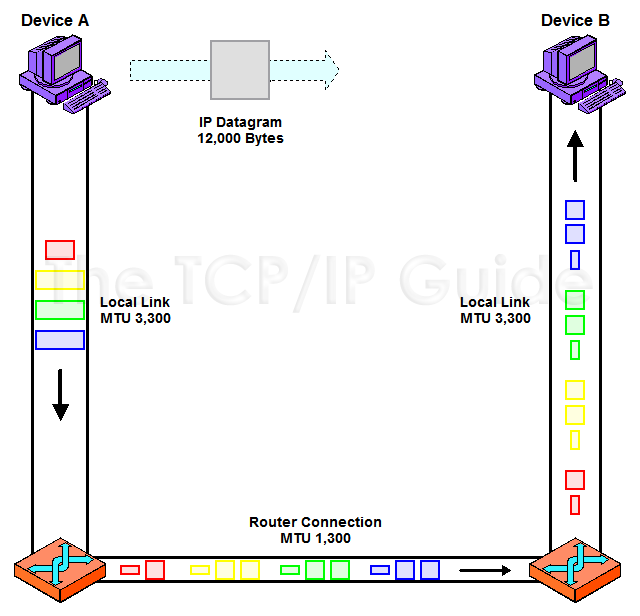 Device A
Device B
IP Datagram
12,000 Bytes
The TCP/IP Guide
Local Link
MTU 3,300
Local Link
MTU 3,300
Router Connection
MTU 1,300